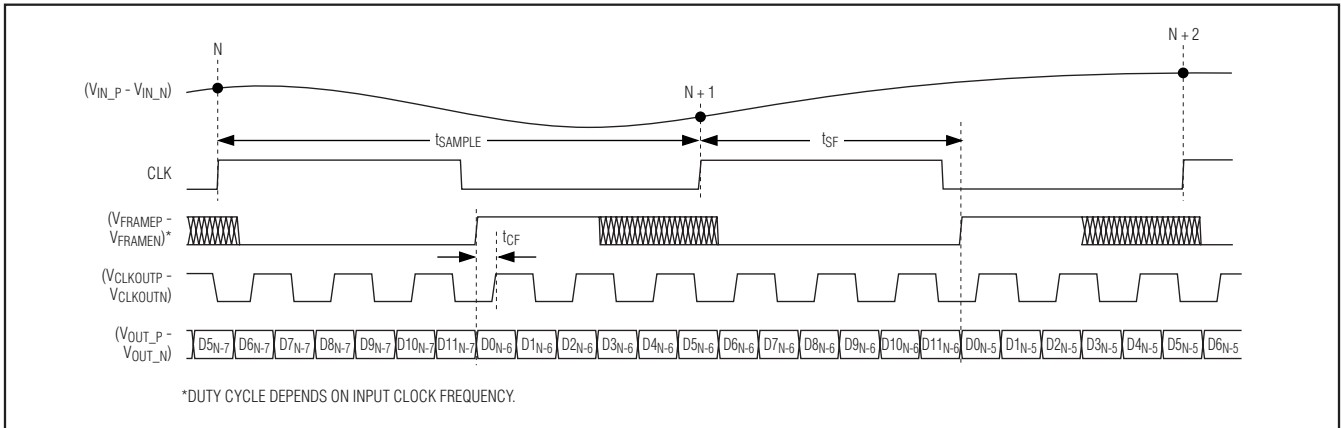 N
N + 1
N + 2
(VIN_P - VIN_N)
tSAMPLE
tSF
CLK
(VFRAMEP -
VFRAMEN)*
tCF
(VCLKOUTP -
VCLKOUTN)
(VOUT_P -
VOUT_N)
D5N-7 D6N-7 D7N-7 D8N-7 D9N-7 D10N-7 D11N-7 D0N-6 D1N-6 D2N-6 D3N-6 D4N-6 D5N-6 D6N-6 D7N-6 D8N-6 D9N-6 D10N-6 D11N-6 D0N-5 D1N-5 D2N-5 D3N-5 D4N-5 D5N-5 D6N-5
*DUTY CYCLE DEPENDS ON INPUT CLOCK FREQUENCY.